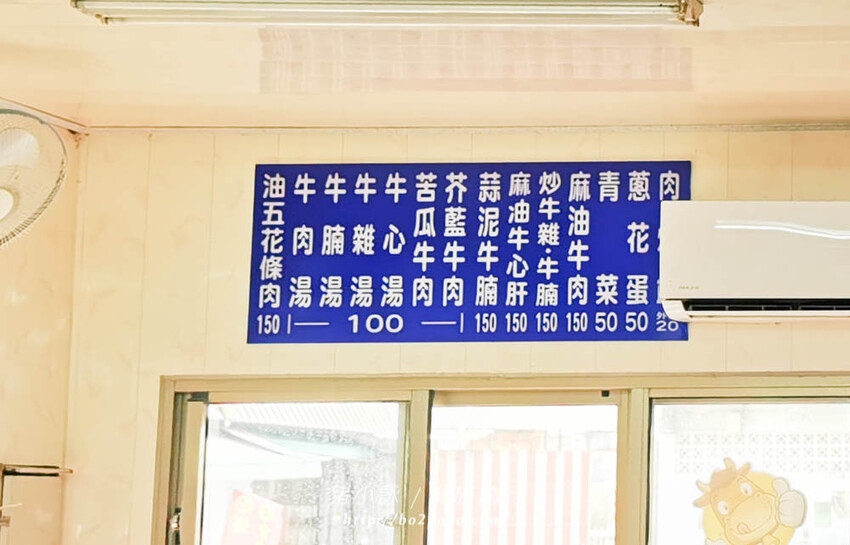 油五花條肉 150
牛肉湯
牛腩湯
牛雜湯
牛心湯
苦瓜牛肉
芥藍牛肉
100
蒜泥牛腩 150
麻油牛心肝 150
炒牛雜·牛腩 150
麻油牛肉 150
青菜 50
蔥花蛋 50
肉
外
20